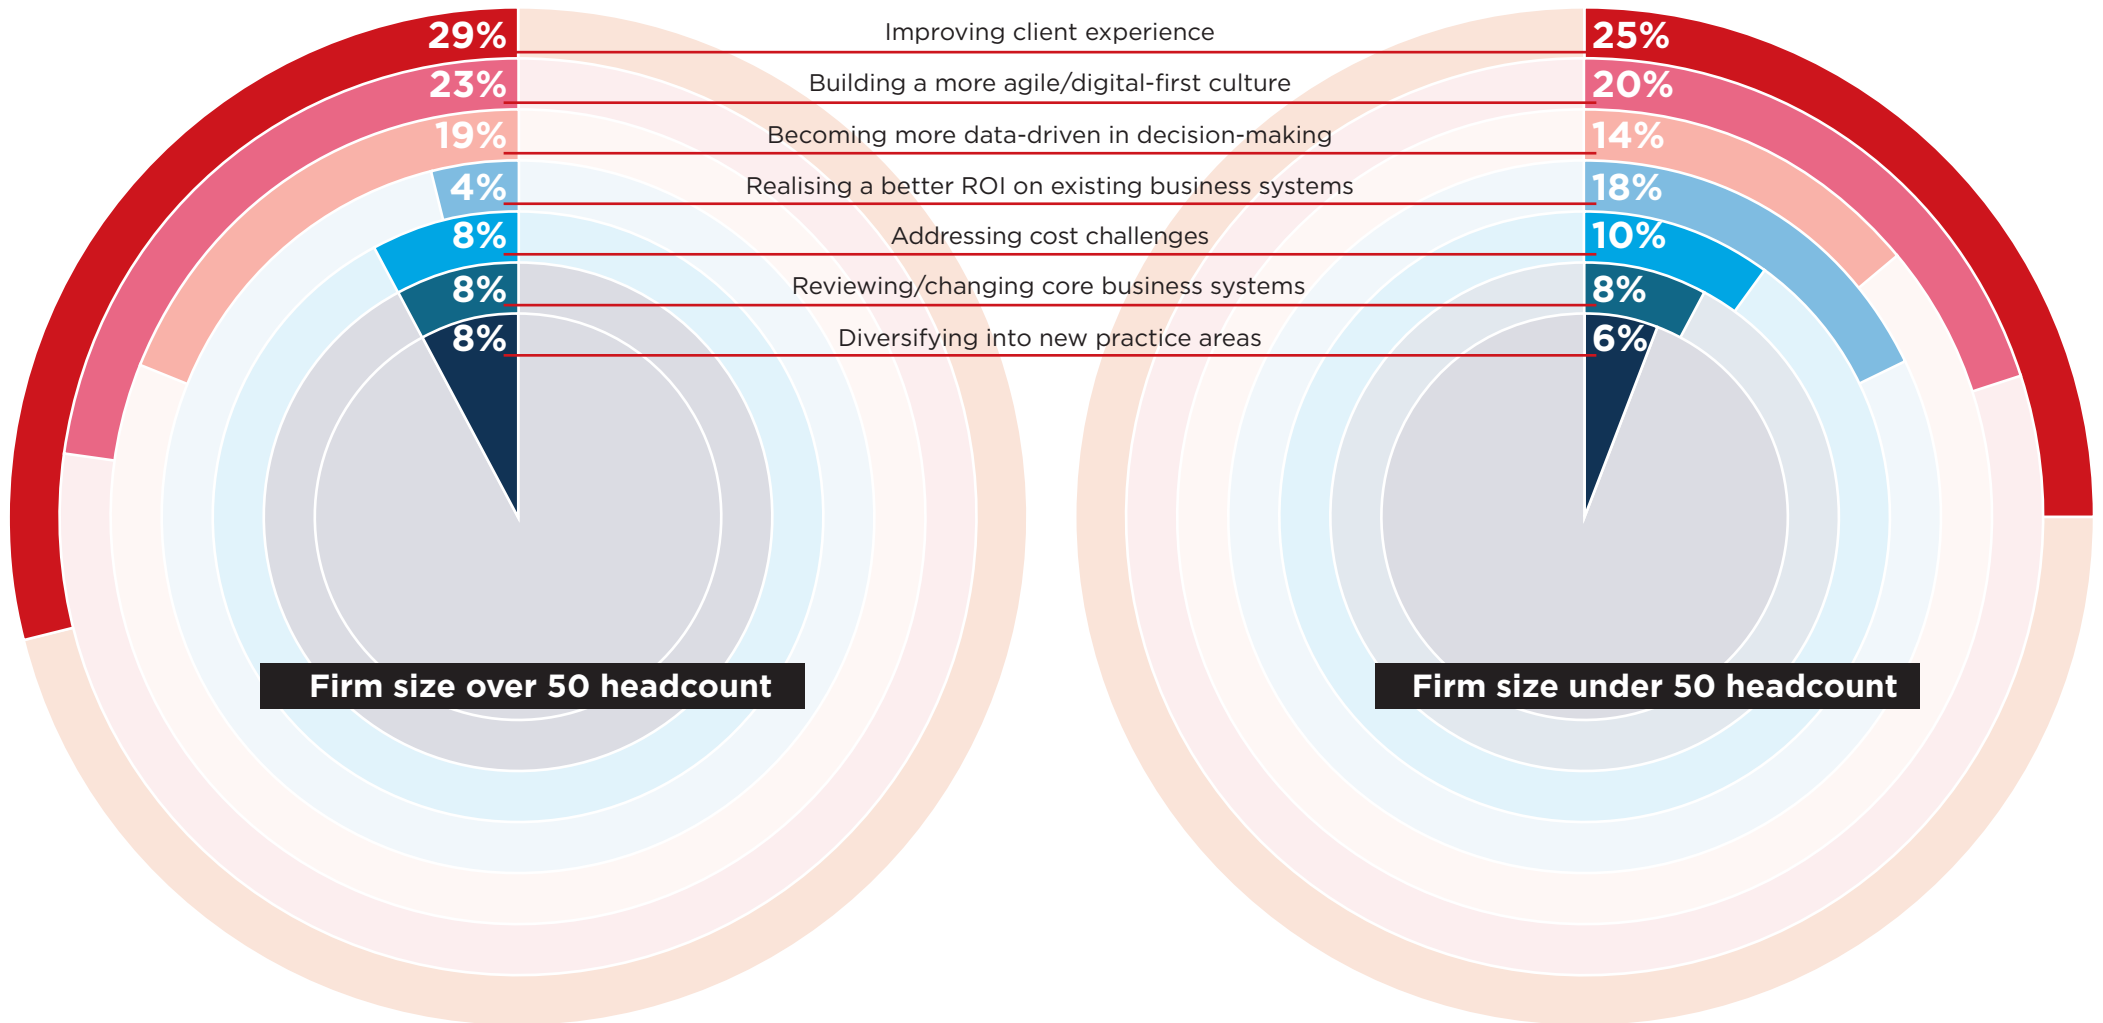 29% Improving client experience 25%
23% Building a more agile/digital-first culture 20%
19% Becoming more data-driven in decision-making 14%
4% Realising a better ROI on existing business systems 18%
8% Addressing cost challenges 10%
8% Reviewing/changing core business systems 8%
8% Diversifying into new practice areas 6%
Firm size over 50 headcount
Firm size under 50 headcount